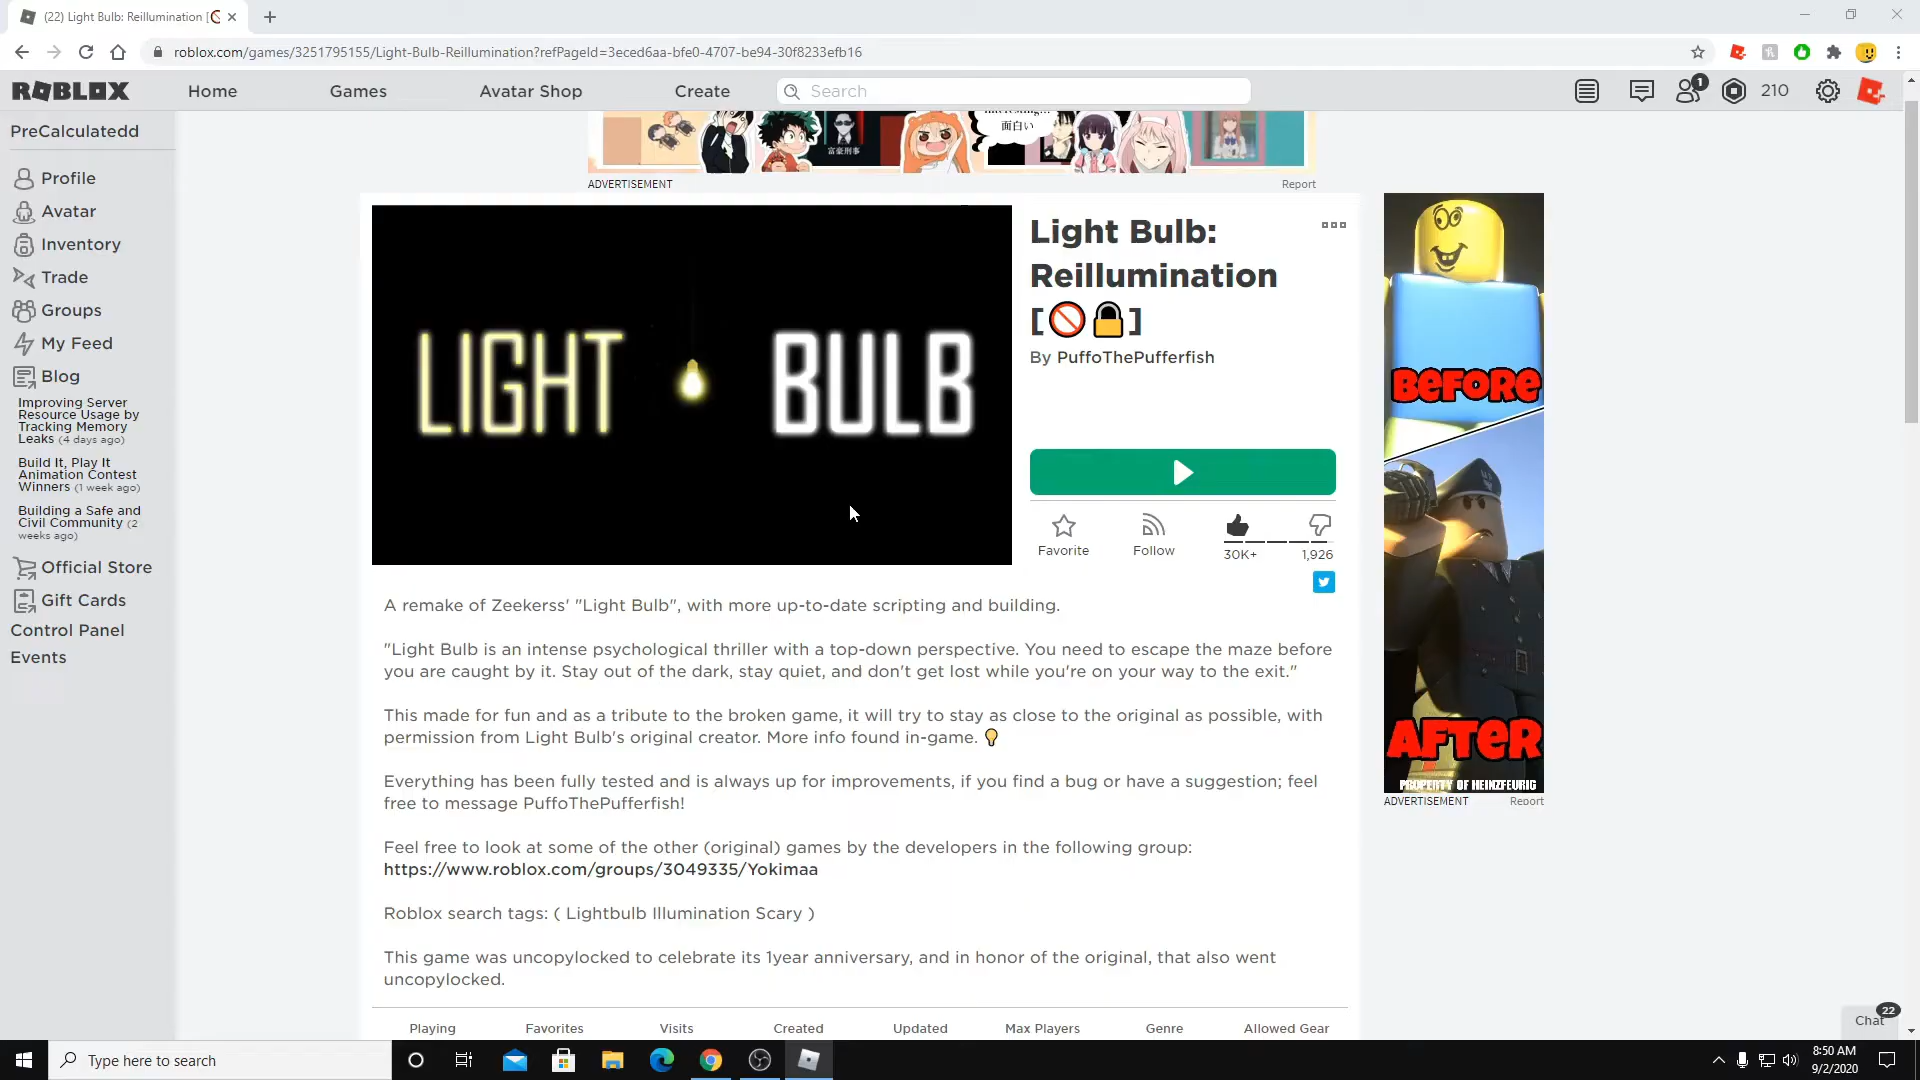 (22) Light Bulb: Reillumination [🚫
roblox.com/games/3251795155/Light-Bulb-Reillumination?refPageId=3eced6aa-bfe0-4707-be94-30f8233efb16
ROBLOX
Home
Games
Avatar Shop
Create
Search
1
210
PreCalculatedd
Profile
Avatar
Inventory
Trade
Groups
My Feed
Blog
Improving Server
Resource Usage by
Tracking Memory
Leaks (4 days ago)
Build It, Play It
Animation Contest
Winners (1 week ago)
Building a Safe and
Civil Community (2
weeks ago)
Official Store
Gift Cards
Control Panel
Events
面白い
富豪刑事
ADVERTISEMENT
Report
LIGHT BULB
Light Bulb:
Reillumination
[🚫🔒]
By PuffoThePufferfish
Favorite
Follow
30K+
1,926
A remake of Zeekerss' "Light Bulb", with more up-to-date scripting and building.
"Light Bulb is an intense psychological thriller with a top-down perspective. You need to escape the maze before
you are caught by it. Stay out of the dark, stay quiet, and don't get lost while you're on your way to the exit."
This made for fun and as a tribute to the broken game, it will try to stay as close to the original as possible, with
permission from Light Bulb's original creator. More info found in-game. 💡
Everything has been fully tested and is always up for improvements, if you find a bug or have a suggestion; feel
free to message PuffoThePufferfish!
Feel free to look at some of the other (original) games by the developers in the following group:
https://www.roblox.com/groups/3049335/Yokimaa
Roblox search tags: ( Lightbulb Illumination Scary )
This game was uncopylocked to celebrate its 1year anniversary, and in honor of the original, that also went
uncopylocked.
Playing
Favorites
Visits
Created
Updated
Max Players
Genre
Allowed Gear
BEFORE
AFTER
PROPERTY OF HEINZFEURIG
ADVERTISEMENT
Report
Chat
22
Type here to search
8:50 AM
9/2/2020